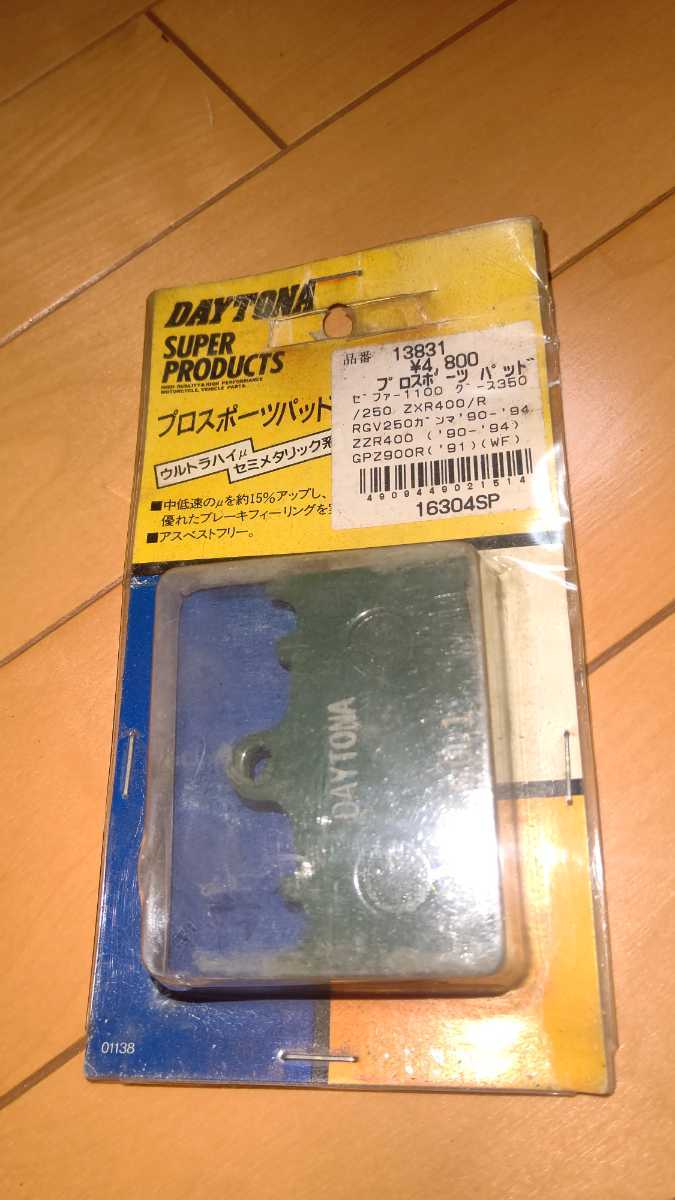 DAYTONA
SUPER
PRODUCTS
HIGH QUALITY & HIGH PERFORMANCE
MOTORCYCLE, VEHICLE PARTS.
プロスポーツパッド
ウルトラハイμ
セミメタリック系
■中低速のμを約15%アップし、
優れたブレーキフィーリングを
■アスベストフリー。
品番 13831
¥4,800
プロスポーツ パッド
ゼファー1100 グース350
/250 ZXR400/R
RGV250ガンマ'90-'94
ZZR400 ('90-'94)
GPZ900R('91)(WF)
4909449021514
16304SP
DAYTONA
01138